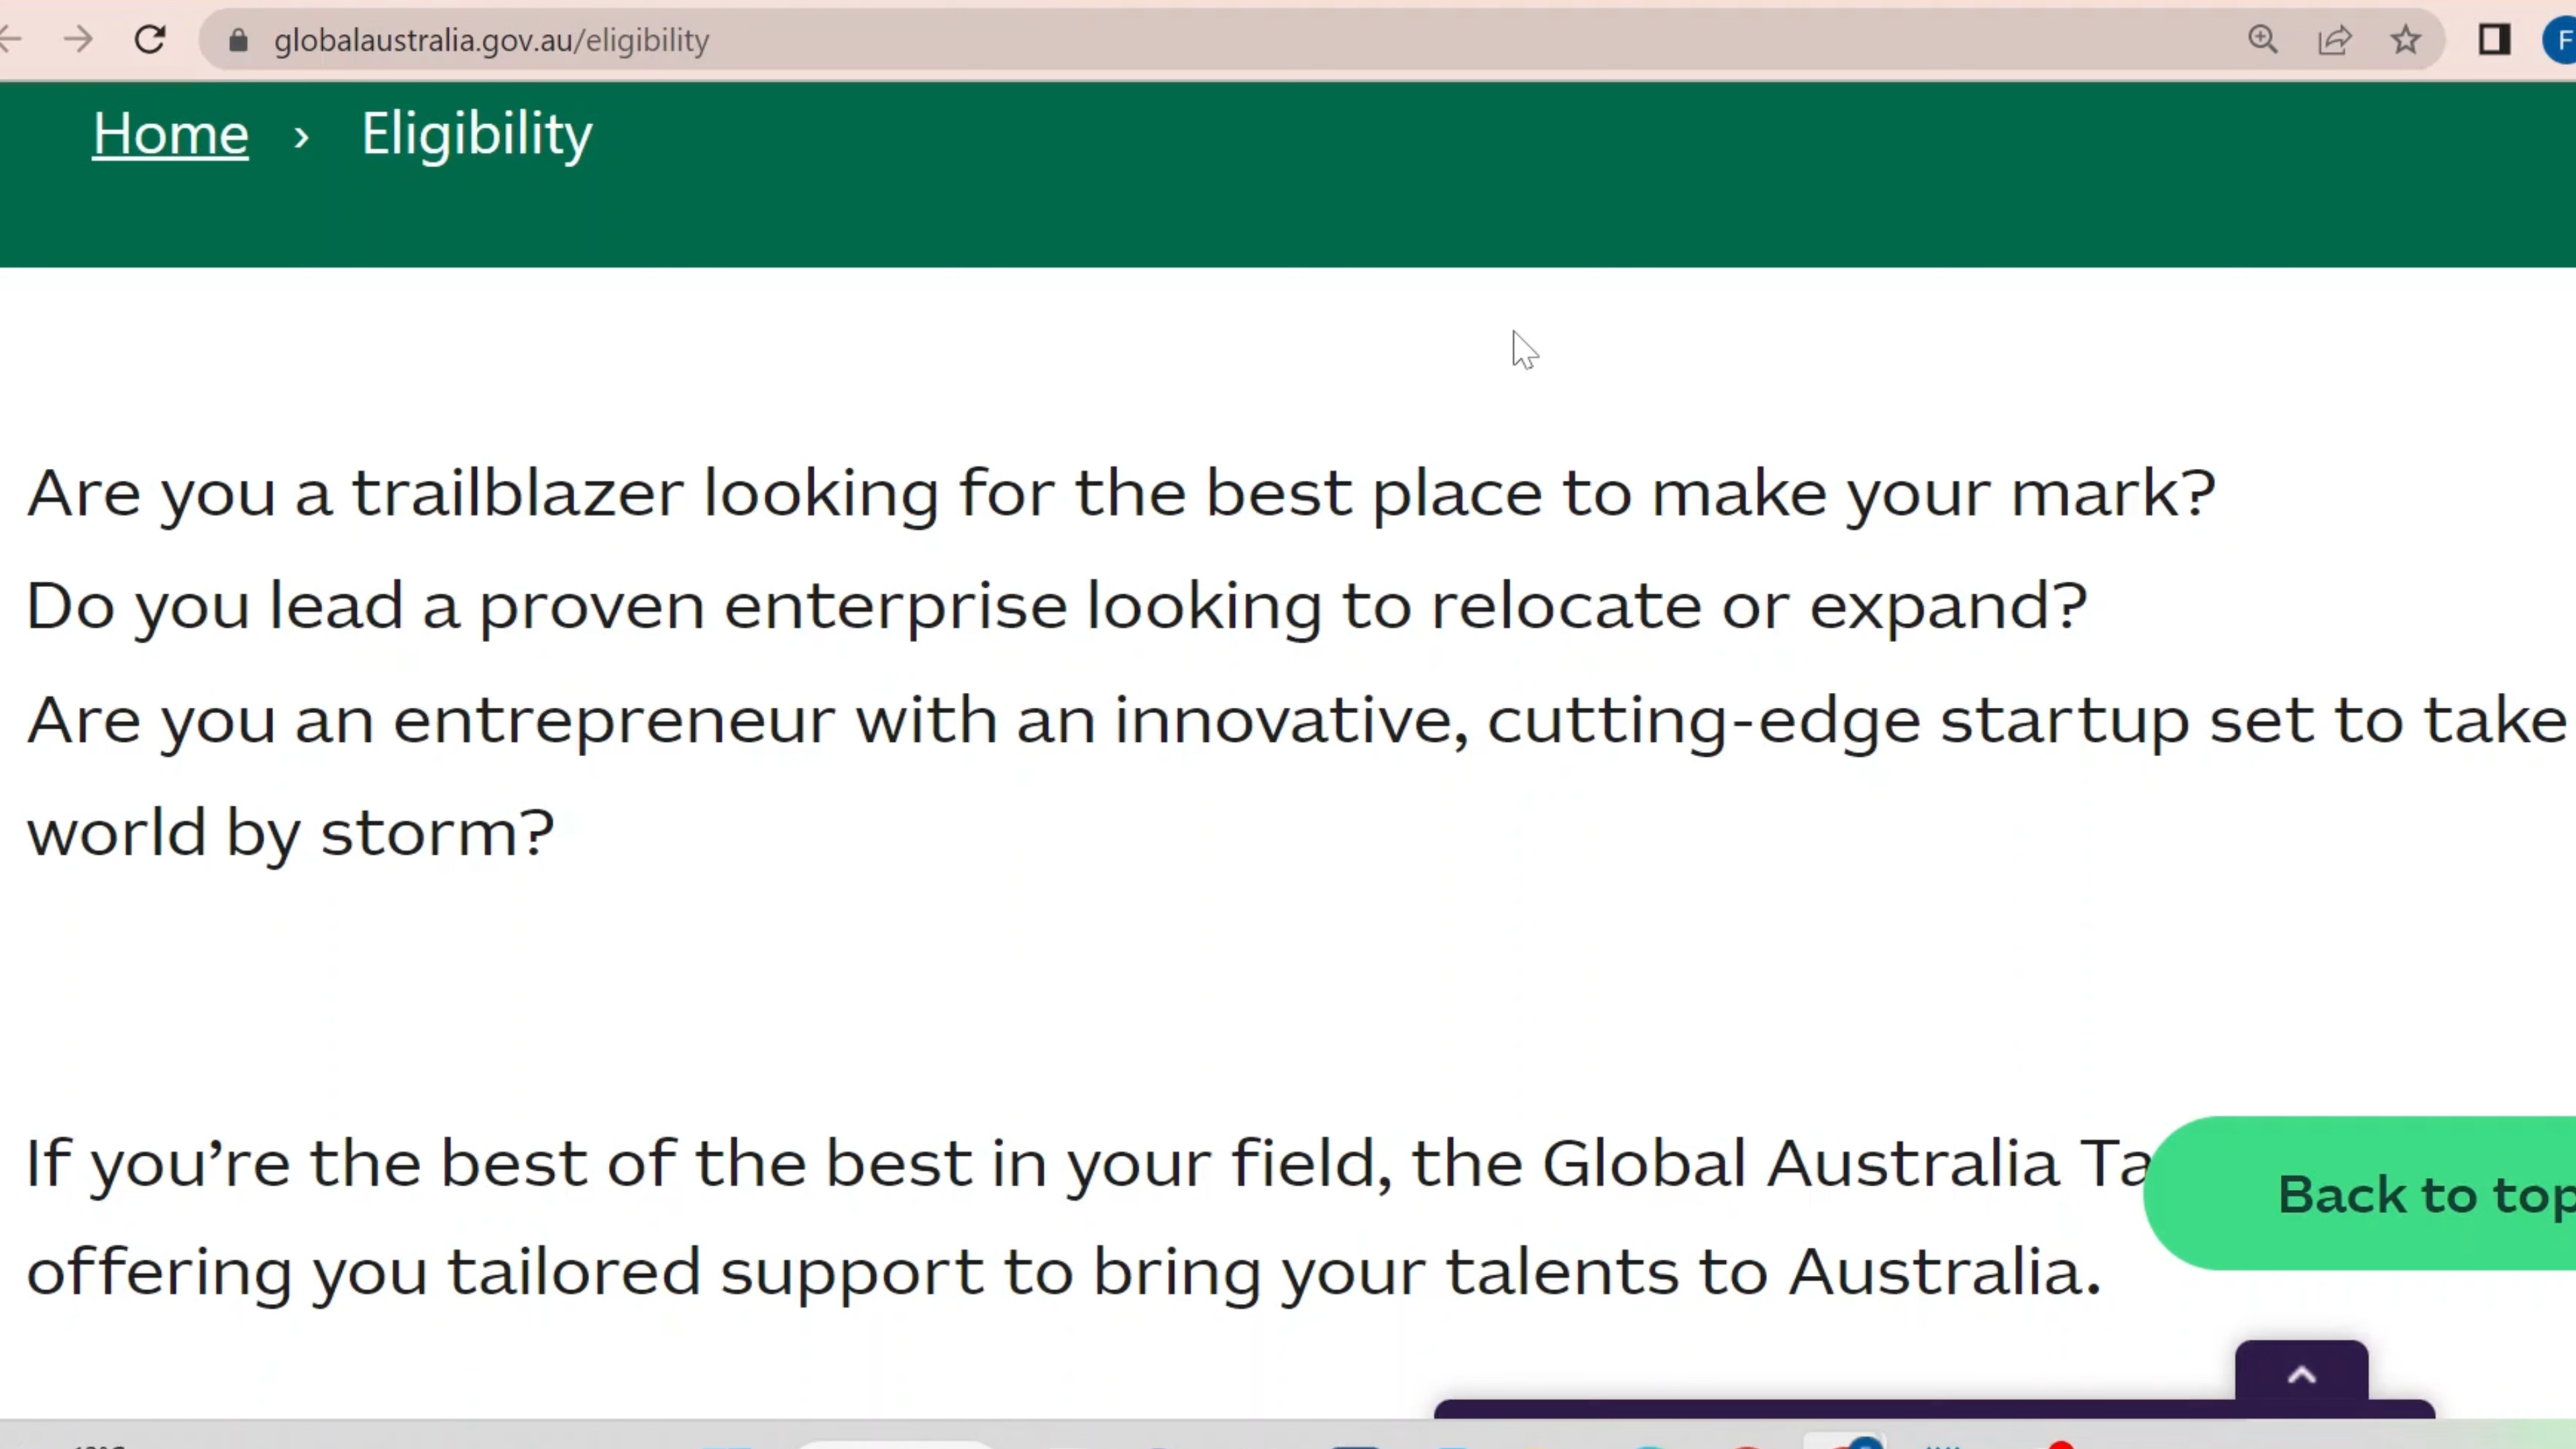 globalaustralia.gov.au/eligibility
F
Home › Eligibility
Are you a trailblazer looking for the best place to make your mark?
Do you lead a proven enterprise looking to relocate or expand?
Are you an entrepreneur with an innovative, cutting-edge startup set to take
world by storm?
If you’re the best of the best in your field, the Global Australia Ta
Back to top
offering you tailored support to bring your talents to Australia.